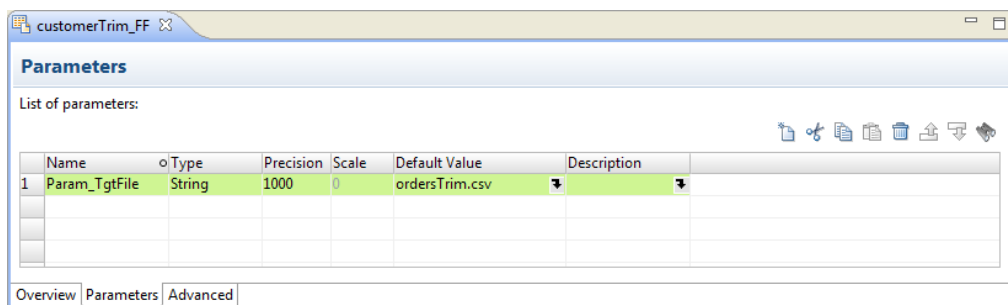 customerTrim_FF
Parameters
List of parameters:
Name Type Precision Scale Default Value Description
1 Param_TgtFile String 1000 0 ordersTrim.csv
Overview Parameters Advanced